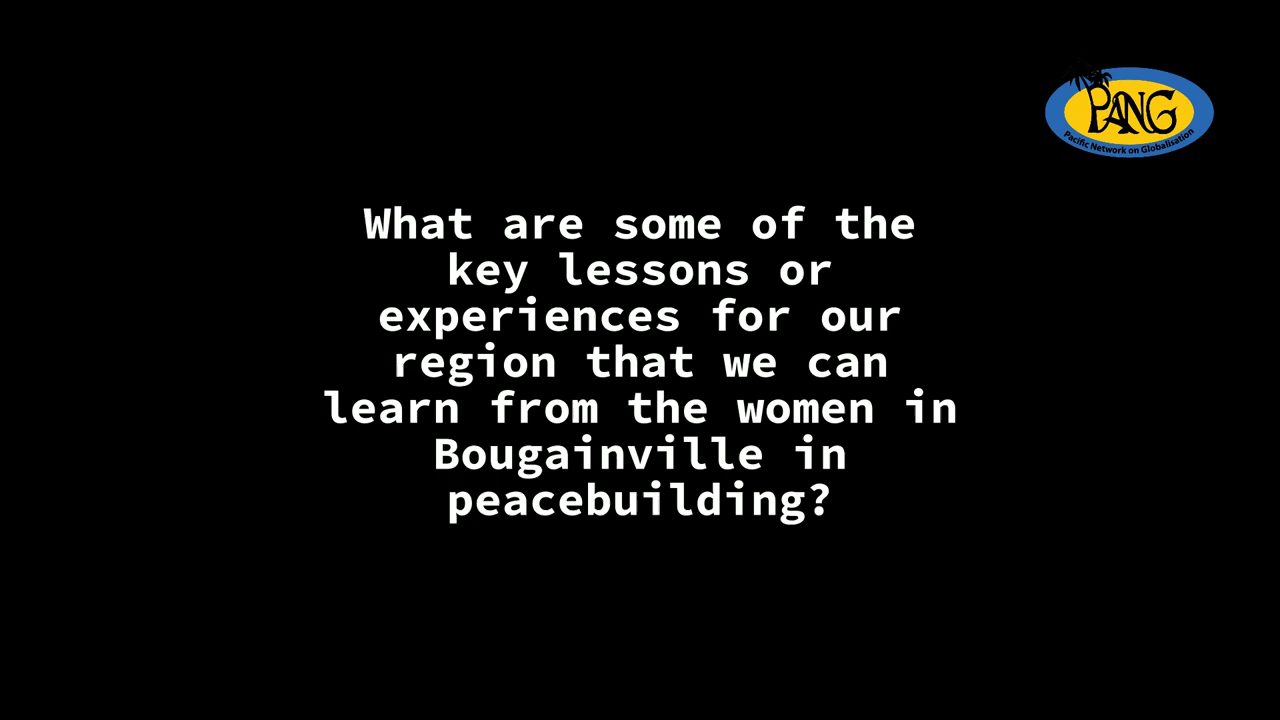 PANG
Pacific Network on Globalisation
What are some of the
key lessons or
experiences for our
region that we can
learn from the women in
Bougainville in
peacebuilding?